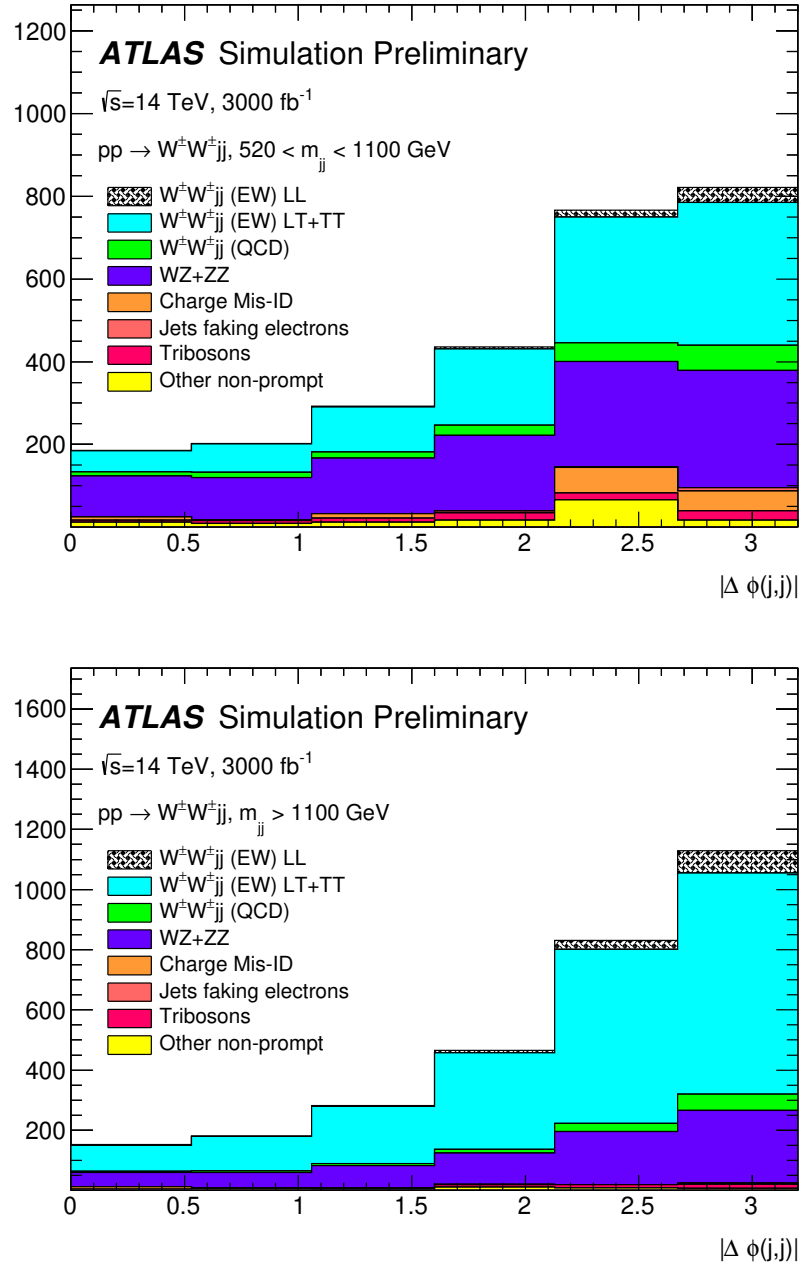 1200
1000
800
600
400
200
ATLAS Simulation Preliminary
√s=14 TeV, 3000 fb⁻¹
pp → W±W±jj, 520 < m_jj < 1100 GeV
W±W±jj (EW) LL
W±W±jj (EW) LT+TT
W±W±jj (QCD)
WZ+ZZ
Charge Mis-ID
Jets faking electrons
Tribosons
Other non-prompt
0 0.5 1 1.5 2 2.5 3
|Δ ϕ(j,j)|
1600
1400
1200
1000
800
600
400
200
ATLAS Simulation Preliminary
√s=14 TeV, 3000 fb⁻¹
pp → W±W±jj, m_jj > 1100 GeV
W±W±jj (EW) LL
W±W±jj (EW) LT+TT
W±W±jj (QCD)
WZ+ZZ
Charge Mis-ID
Jets faking electrons
Tribosons
Other non-prompt
0 0.5 1 1.5 2 2.5 3
|Δ ϕ(j,j)|